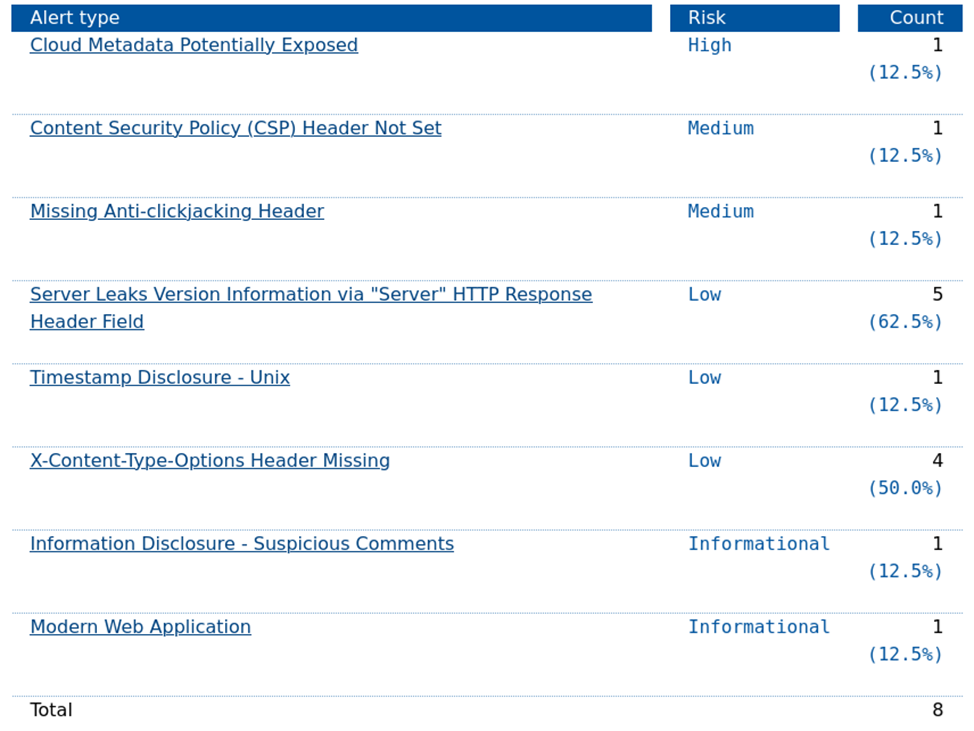 Alert type Risk Count
Cloud Metadata Potentially Exposed High 1
(12.5%)
Content Security Policy (CSP) Header Not Set Medium 1
(12.5%)
Missing Anti-clickjacking Header Medium 1
(12.5%)
Server Leaks Version Information via "Server" HTTP Response Low 5
Header Field (62.5%)
Timestamp Disclosure - Unix Low 1
(12.5%)
X-Content-Type-Options Header Missing Low 4
(50.0%)
Information Disclosure - Suspicious Comments Informational 1
(12.5%)
Modern Web Application Informational 1
(12.5%)
Total 8